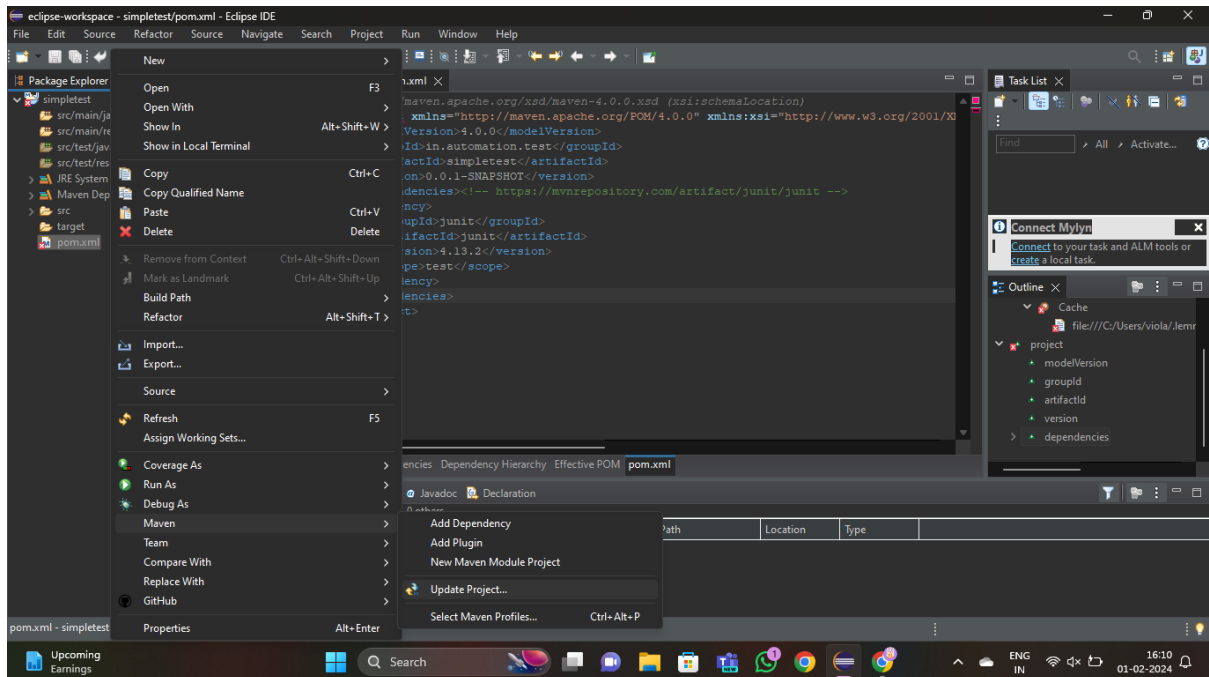 eclipse-workspace - simpletest/pom.xml - Eclipse IDE
File Edit Source Refactor Source Navigate Search Project Run Window Help
Package Explorer
simpletest
src/main/ja
src/main/re
src/test/jav
src/test/res
JRE System
Maven Dep
src
target
pom.xml
New
Open F3
Open With
Show In Alt+Shift+W
Show in Local Terminal
Copy Ctrl+C
Copy Qualified Name
Paste Ctrl+V
Delete Delete
Remove from Context Ctrl+Alt+Shift+Down
Mark as Landmark Ctrl+Alt+Shift+Up
Build Path
Refactor Alt+Shift+T
Import...
Export...
Source
Refresh F5
Assign Working Sets...
Coverage As
Run As
Debug As
Maven
Team
Compare With
Replace With
GitHub
Properties Alt+Enter
Add Dependency
Add Plugin
New Maven Module Project
Update Project...
Select Maven Profiles... Ctrl+Alt+P
.xml
/maven.apache.org/xsd/maven-4.0.0.xsd (xsi:schemaLocation)
xmlns="http://maven.apache.org/POM/4.0.0" xmlns:xsi="http://www.w3.org/2001/XM
Version>4.0.0</modelVersion>
Id>in.automation.test</groupId>
actId>simpletest</artifactId>
on>0.0.1-SNAPSHOT</version>
dencies><!-- https://mvnrepository.com/artifact/junit/junit -->
ency>
upId>junit</groupId>
ifactId>junit</artifactId>
sion>4.13.2</version>
pe>test</scope>
ency>
dencies>
t>
encies Dependency Hierarchy Effective POM pom.xml
Javadoc Declaration
0 others
Path Location Type
Task List
Find All Activate...
Connect Mylyn
Connect to your task and ALM tools or
create a local task.
Outline
Cache
file:///C:/Users/viola/.lemr
project
modelVersion
groupId
artifactId
version
dependencies
pom.xml - simpletest
Upcoming
Earnings
Search
ENG
IN
16:10
01-02-2024